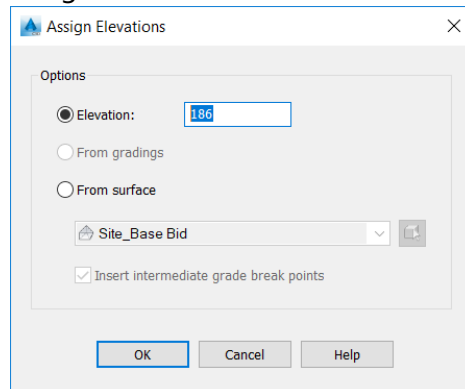 Assign Elevations
Options
Elevation:
186
From gradings
From surface
Site_Base Bid
Insert intermediate grade break points
OK
Cancel
Help